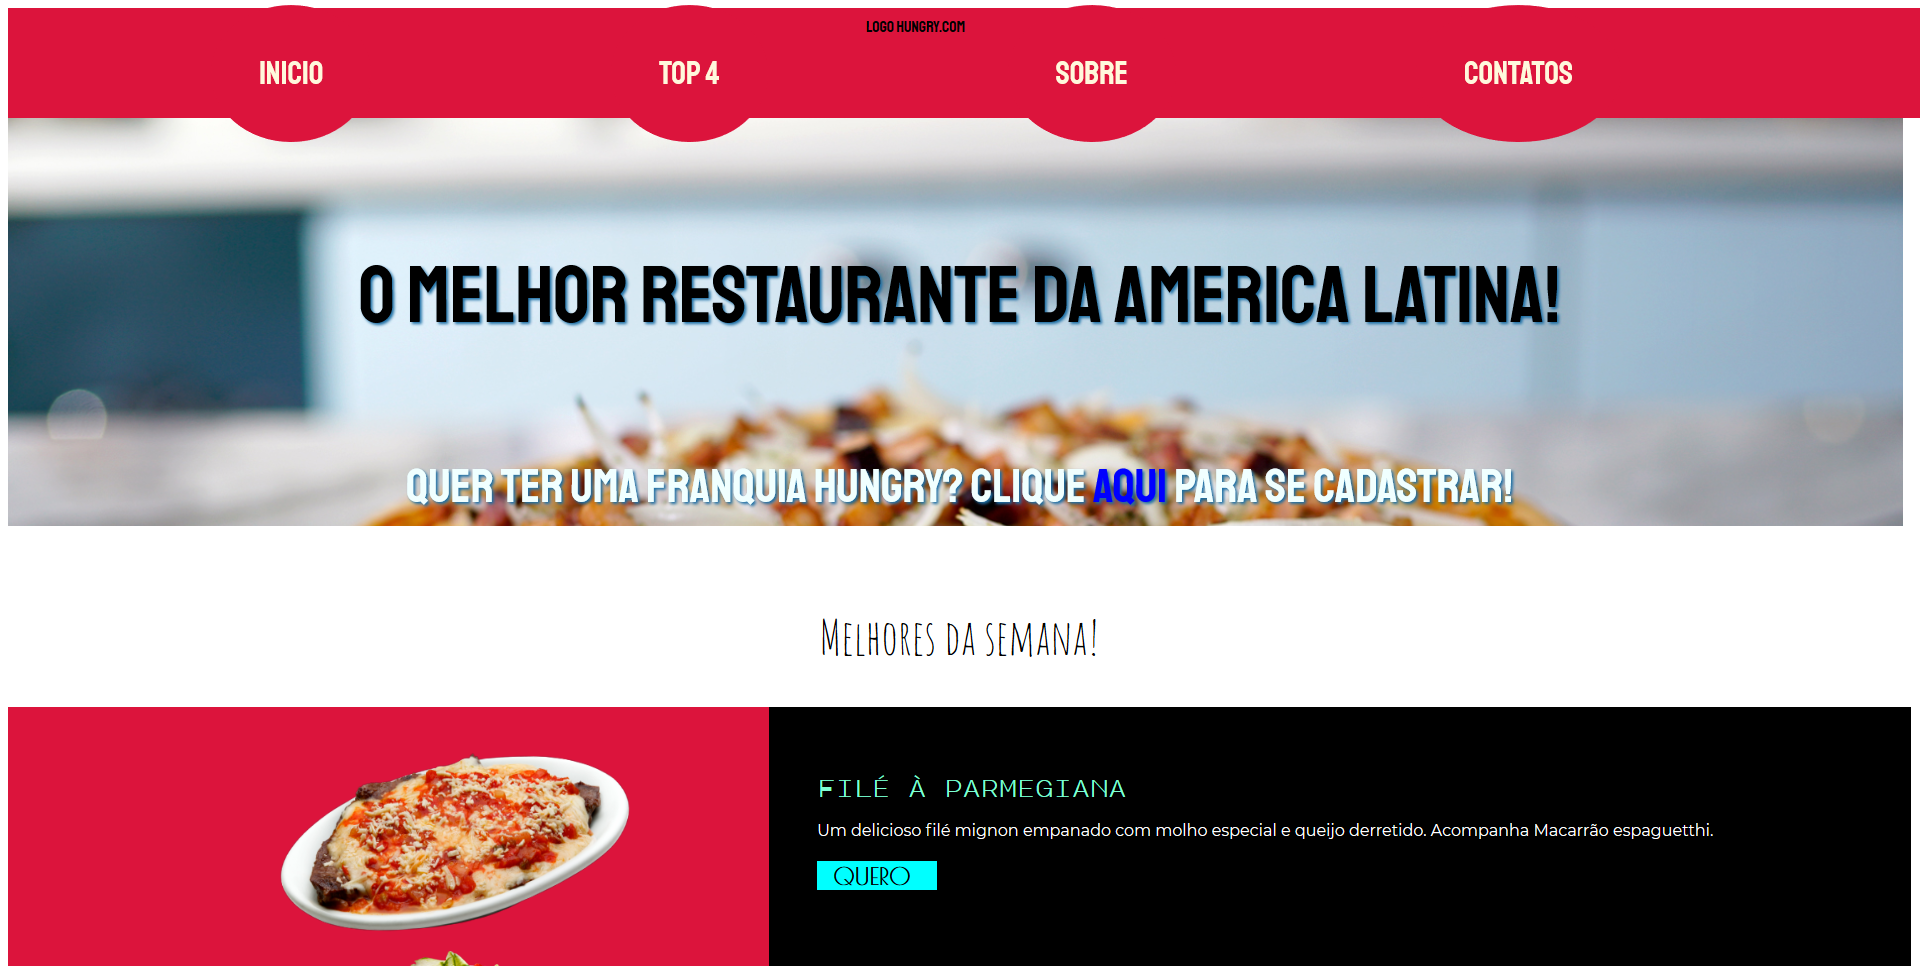 LOGO HUNGRY.COM
INICIO TOP 4 SOBRE CONTATOS
O MELHOR RESTAURANTE DA AMERICA LATINA!
QUER TER UMA FRANQUIA HUNGRY? CLIQUE AQUI PARA SE CADASTRAR!
MELHORES DA SEMANA!
FILÉ À PARMEGIANA
Um delicioso filé mignon empanado com molho especial e queijo derretido. Acompanha Macarrão espaguetthi.
QUERO